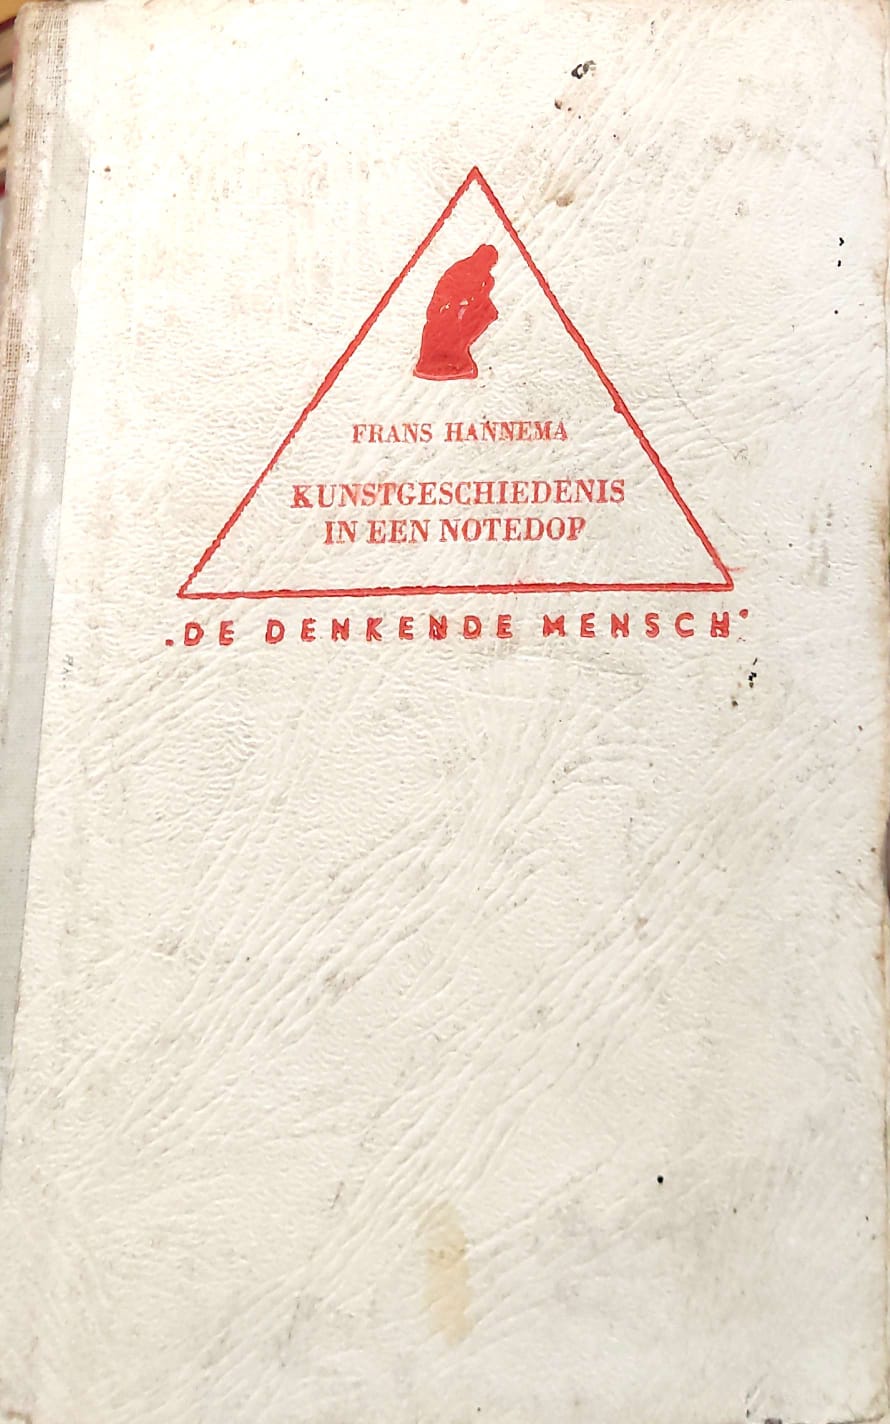 FRANS HANNEMA
KUNSTGESCHIEDENIS
IN EEN NOTEDOP
„DE DENKENDE MENSCH"